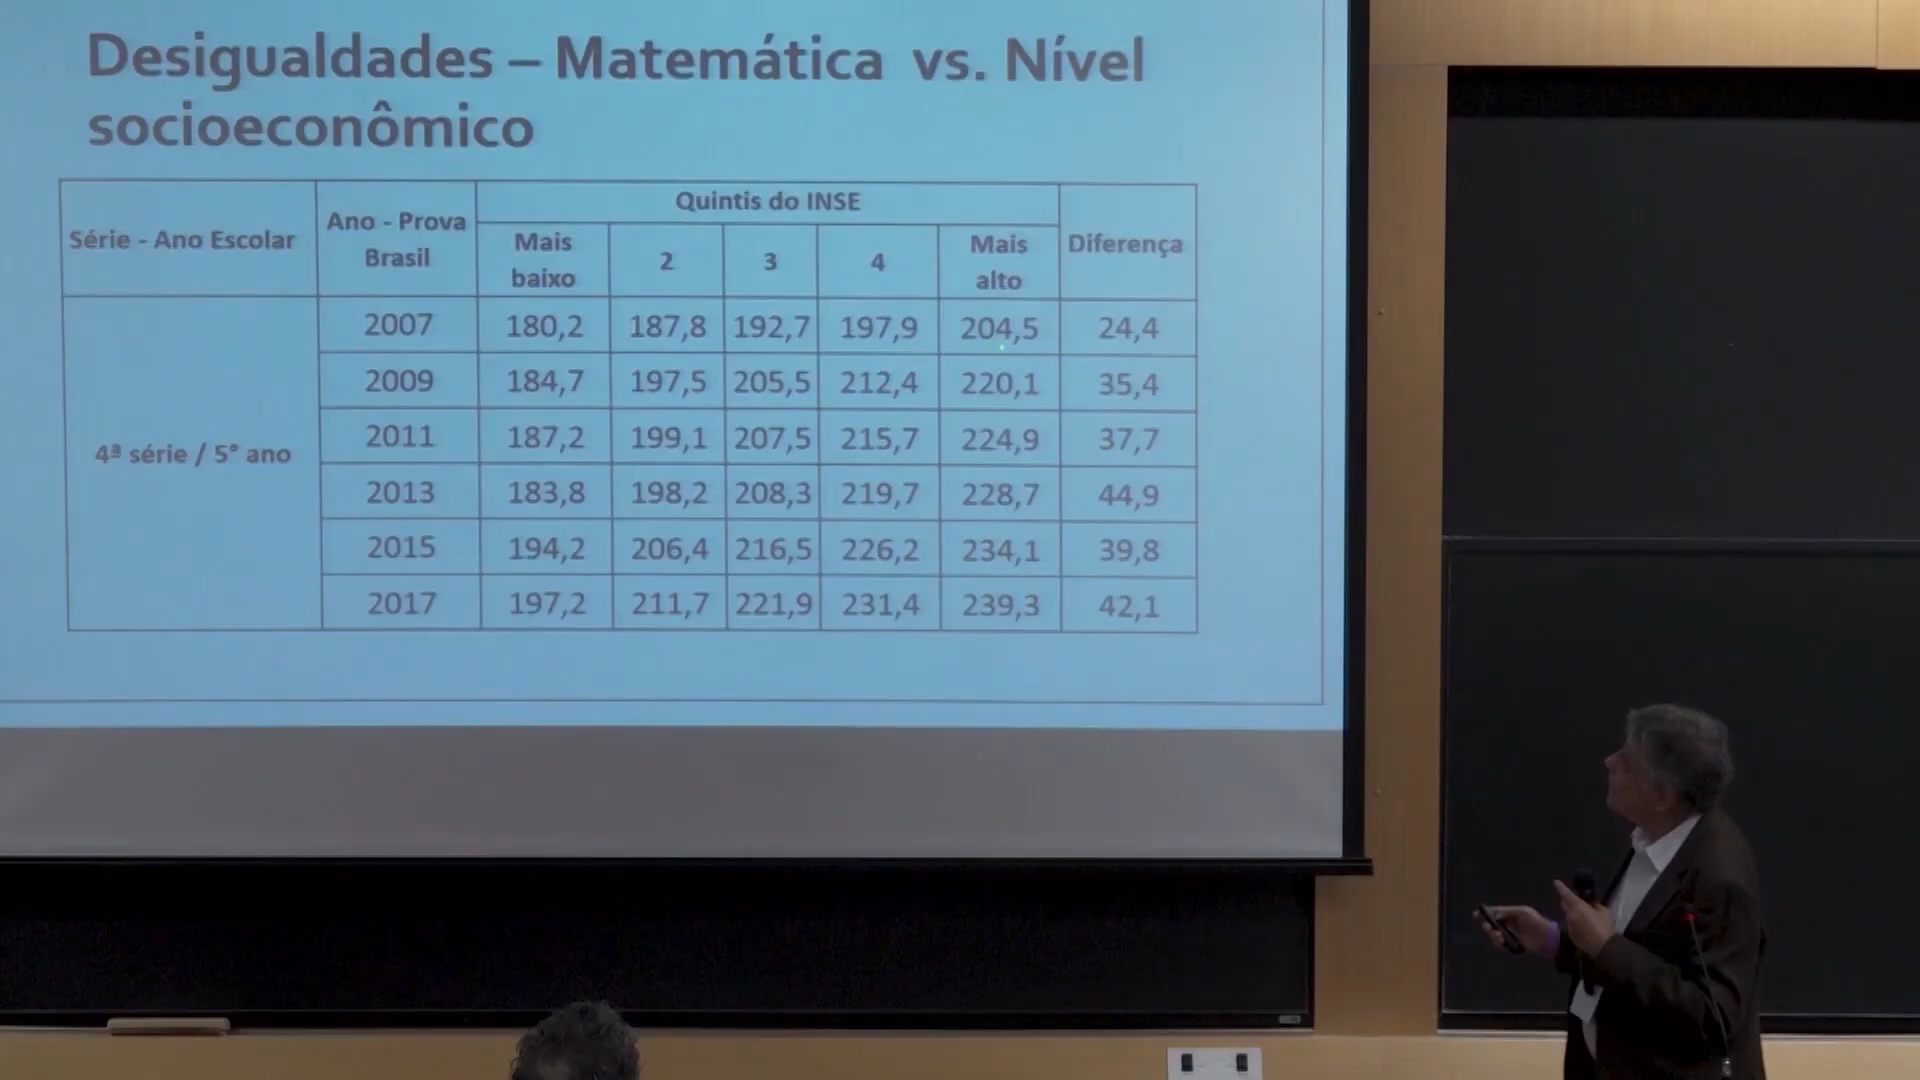 Desigualdades – Matemática vs. Nível
socioeconômico
Série - Ano Escolar
Ano - Prova
Brasil
Quintis do INSE
Mais
baixo
2
3
4
Mais
alto
Diferença
4ª série / 5° ano
2007 180,2 187,8 192,7 197,9 204,5 24,4
2009 184,7 197,5 205,5 212,4 220,1 35,4
2011 187,2 199,1 207,5 215,7 224,9 37,7
2013 183,8 198,2 208,3 219,7 228,7 44,9
2015 194,2 206,4 216,5 226,2 234,1 39,8
2017 197,2 211,7 221,9 231,4 239,3 42,1